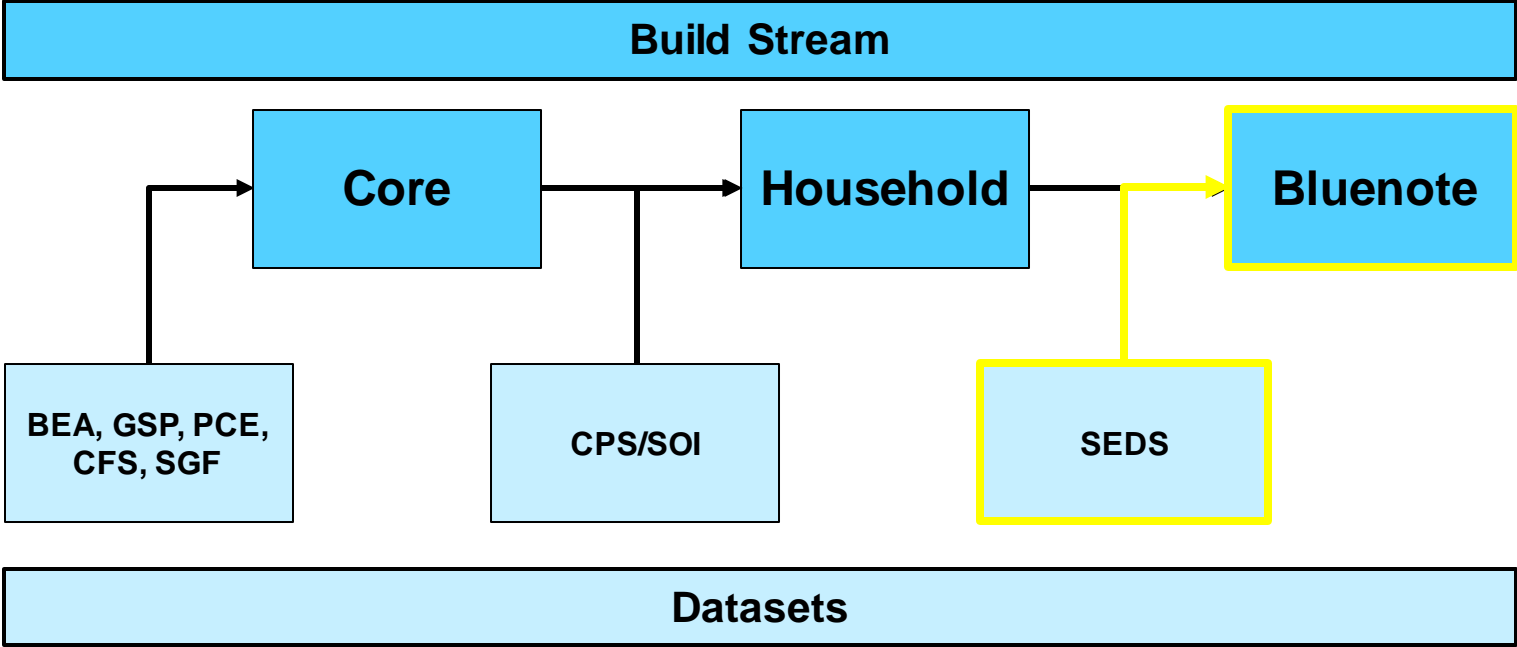 Build Stream
Core
Household
Bluenote
BEA, GSP, PCE,
CFS, SGF
CPS/SOI
SEDS
Datasets